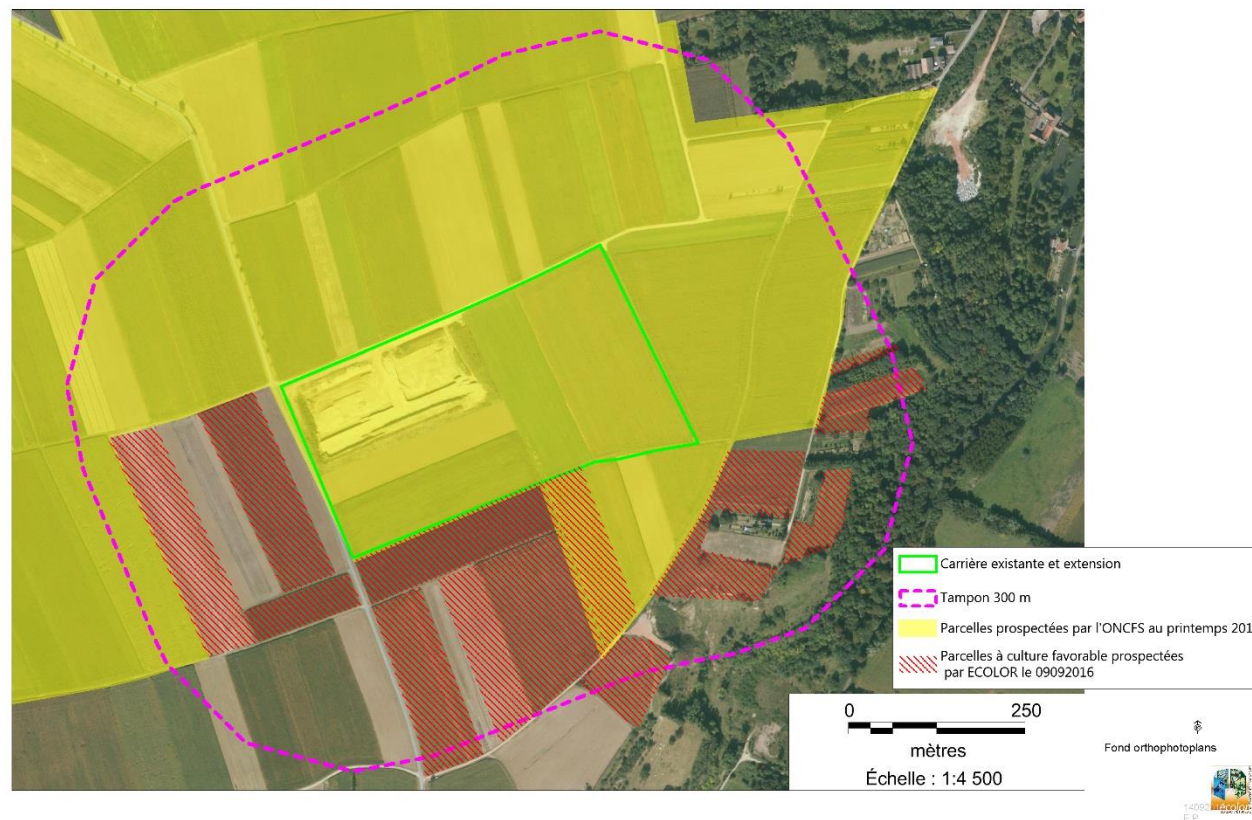 Carrière existante et extension
Tampon 300 m
Parcelles prospectées par l'ONCFS au printemps 201
Parcelles à culture favorable prospectées
par ECOLOR le 09092016
0 250
mètres
Échelle : 1:4 500
Fond orthophotoplans